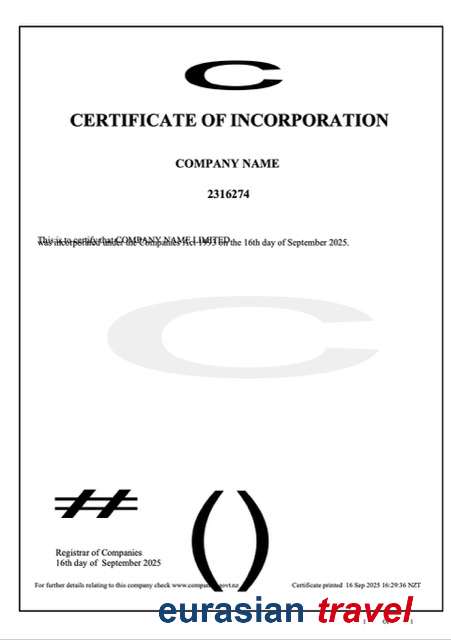 C
CERTIFICATE OF INCORPORATION
COMPANY NAME
2316274
This is to certify that COMPANY NAME LIMITED
was incorporated under the Companies Act 1993 on the 16th day of September 2025.
C
#
()
Registrar of Companies
16th day of September 2025
For further details relating to this company check www.compan govt.nz
Certificate printed 16 Sep 2025 16:29:36 NZT
eurasian travel
1
1